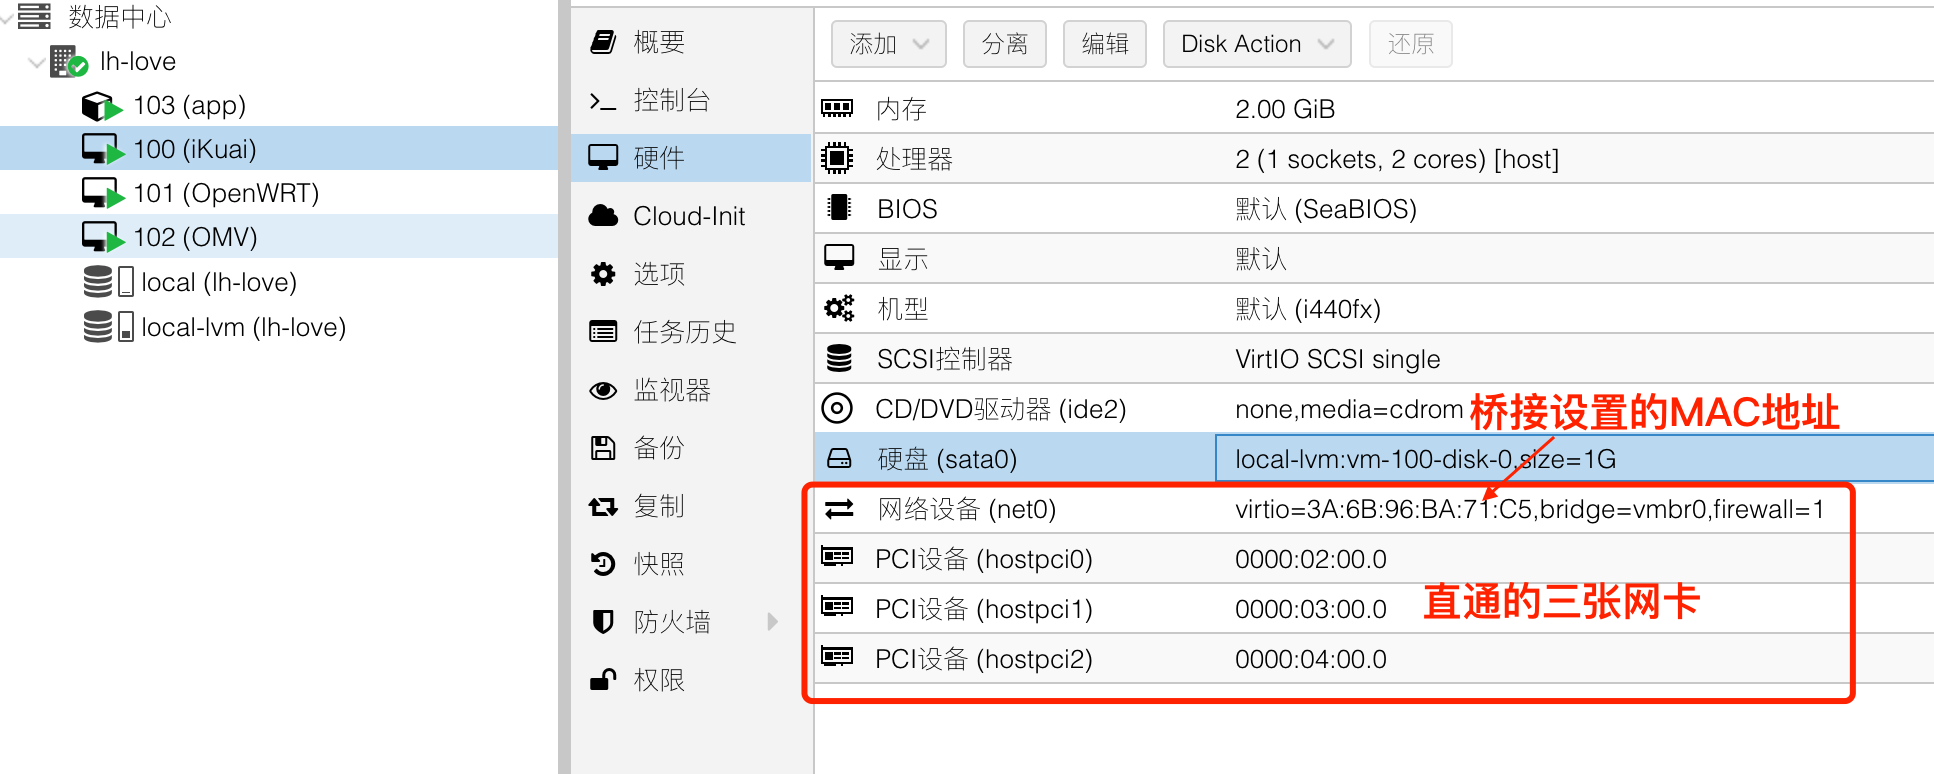 数据中心
lh-love
103 (app)
100 (iKuai)
101 (OpenWRT)
102 (OMV)
local (lh-love)
local-lvm (lh-love)
概要
控制台
硬件
Cloud-Init
选项
任务历史
监视器
备份
复制
快照
防火墙
权限
添加 分离 编辑 Disk Action 还原
内存 2.00 GiB
处理器 2 (1 sockets, 2 cores) [host]
BIOS 默认 (SeaBIOS)
显示 默认
机型 默认 (i440fx)
SCSI控制器 VirtIO SCSI single
CD/DVD驱动器 (ide2) none,media=cdrom
桥接设置的MAC地址
硬盘 (sata0) local-lvm:vm-100-disk-0,size=1G
网络设备 (net0) virtio=3A:6B:96:BA:71:C5,bridge=vmbr0,firewall=1
PCI设备 (hostpci0) 0000:02:00.0
PCI设备 (hostpci1) 0000:03:00.0
直通的三张网卡
PCI设备 (hostpci2) 0000:04:00.0